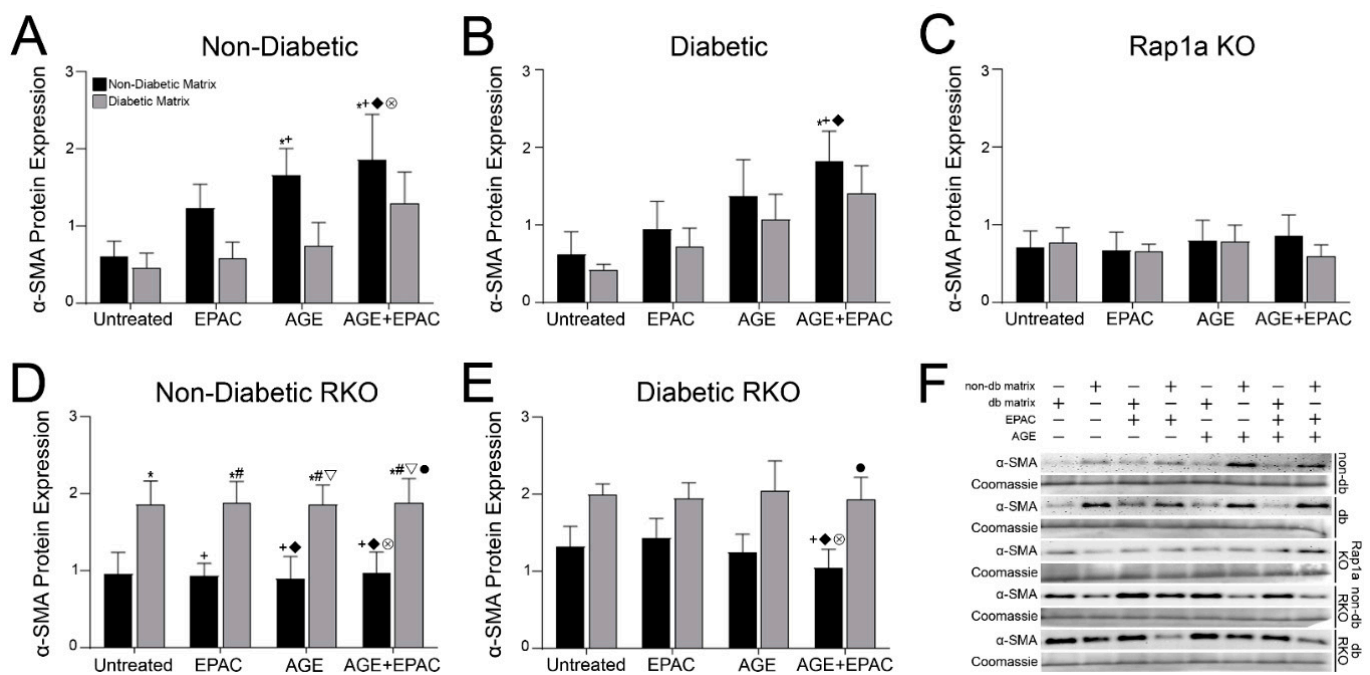 A
Non-Diabetic
α-SMA Protein Expression
3
2
1
0
Non-Diabetic Matrix
Diabetic Matrix
*+
*+◆⊗
Untreated EPAC AGE AGE+EPAC
B
Diabetic
α-SMA Protein Expression
3
2
1
0
*+◆
Untreated EPAC AGE AGE+EPAC
C
Rap1a KO
α-SMA Protein Expression
3
2
1
0
Untreated EPAC AGE AGE+EPAC
D
Non-Diabetic RKO
α-SMA Protein Expression
3
2
1
0
*
*#
*#▽
*#▽●
+
+◆
+◆⊗
Untreated EPAC AGE AGE+EPAC
E
Diabetic RKO
α-SMA Protein Expression
3
2
1
0
●
+◆⊗
Untreated EPAC AGE AGE+EPAC
F
non-db matrix − + − + − + − +
db matrix + − + − + − + −
EPAC − − + + − − + +
AGE − − − − + + + +
α-SMA
Coomassie
non-db
α-SMA
Coomassie
db
α-SMA
Coomassie
Rap1a
KO
α-SMA
Coomassie
non-db
RKO
α-SMA
Coomassie
db
RKO